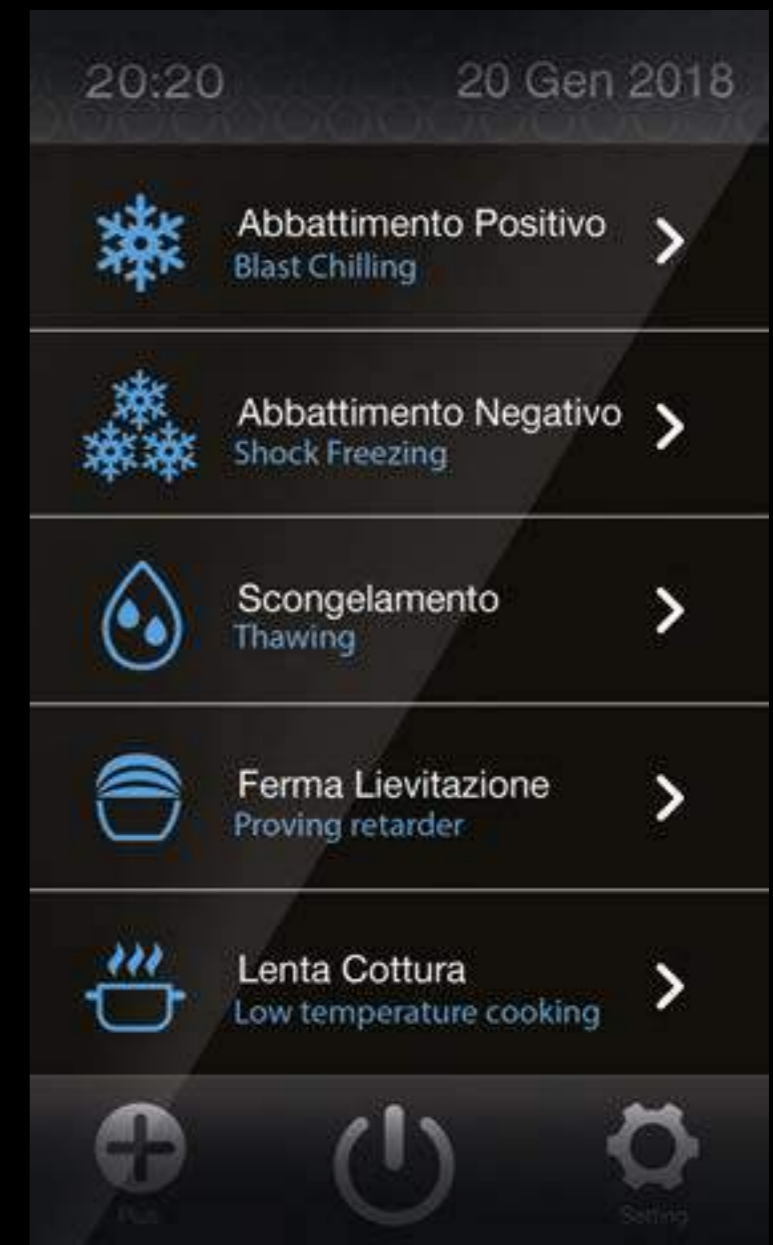 20:20 20 Gen 2018
Abbattimento Positivo
Blast Chilling
Abbattimento Negativo
Shock Freezing
Scongelamento
Thawing
Ferma Lievitazione
Proving retarder
Lenta Cottura
Low temperature cooking
Plus Setting